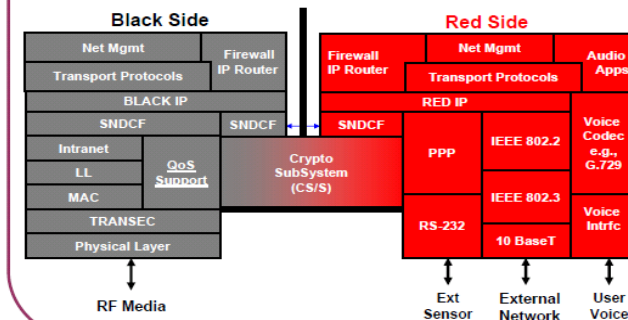 Black Side
Red Side
Net Mgmt
Firewall
IP Router
Transport Protocols
BLACK IP
SNDCF
SNDCF
Intranet
LL
MAC
QoS
Support
TRANSEC
Physical Layer
RF Media
Crypto
SubSystem
(CS/S)
Firewall
IP Router
Net Mgmt
Audio
Apps
Transport Protocols
RED IP
SNDCF
PPP
IEEE 802.2
Voice
Codec
e.g.,
G.729
RS-232
IEEE 802.3
10 BaseT
Voice
Intrfc
Ext
Sensor
External
Network
User
Voice